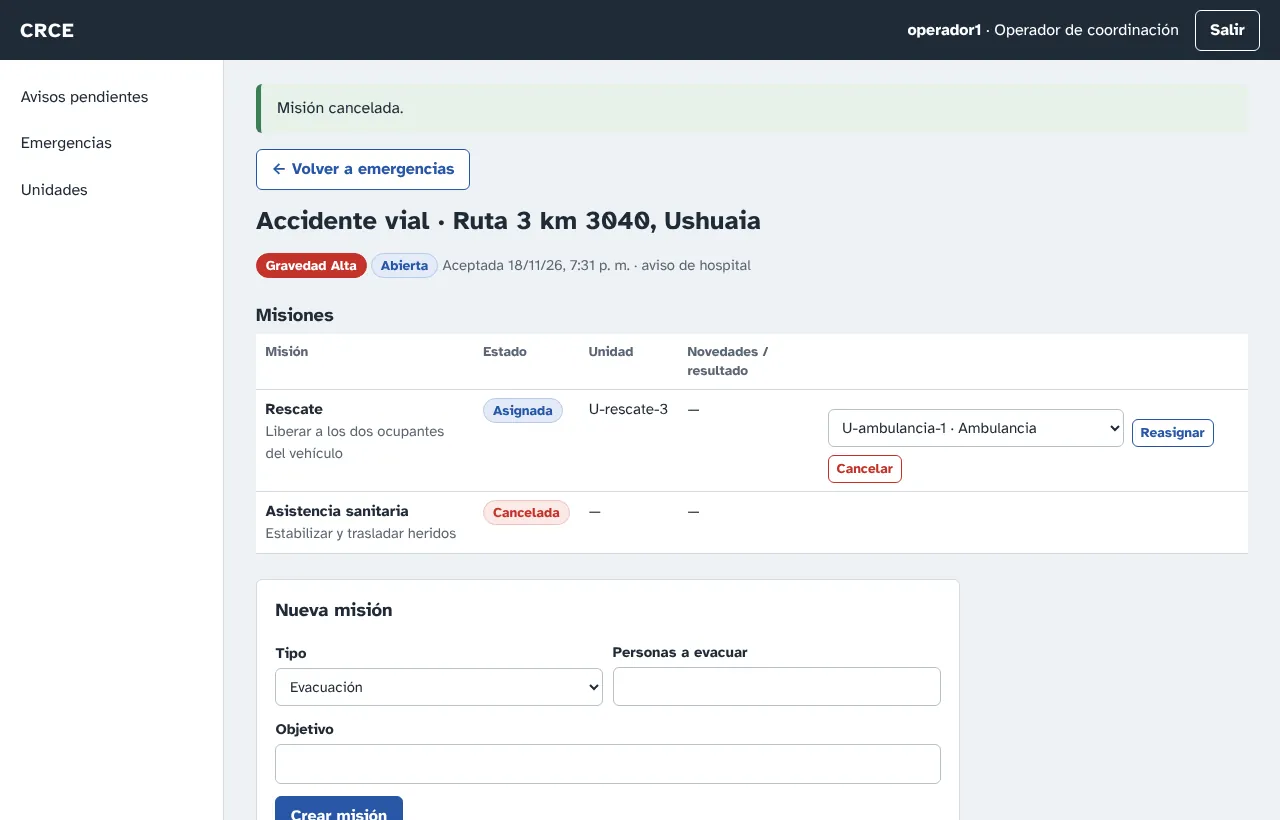 CRCE
operador1 · Operador de coordinación
Salir
Avisos pendientes
Emergencias
Unidades
Misión cancelada.
← Volver a emergencias
Accidente vial · Ruta 3 km 3040, Ushuaia
Gravedad Alta
Abierta
Aceptada 18/11/26, 7:31 p. m. · aviso de hospital
Misiones
Misión
Estado
Unidad
Novedades /
resultado
Rescate
Liberar a los dos ocupantes
del vehículo
Asignada
U-rescate-3
—
U-ambulancia-1 · Ambulancia
Reasignar
Cancelar
Asistencia sanitaria
Estabilizar y trasladar heridos
Cancelada
—
—
Nueva misión
Tipo
Personas a evacuar
Evacuación
Objetivo
Crear misión